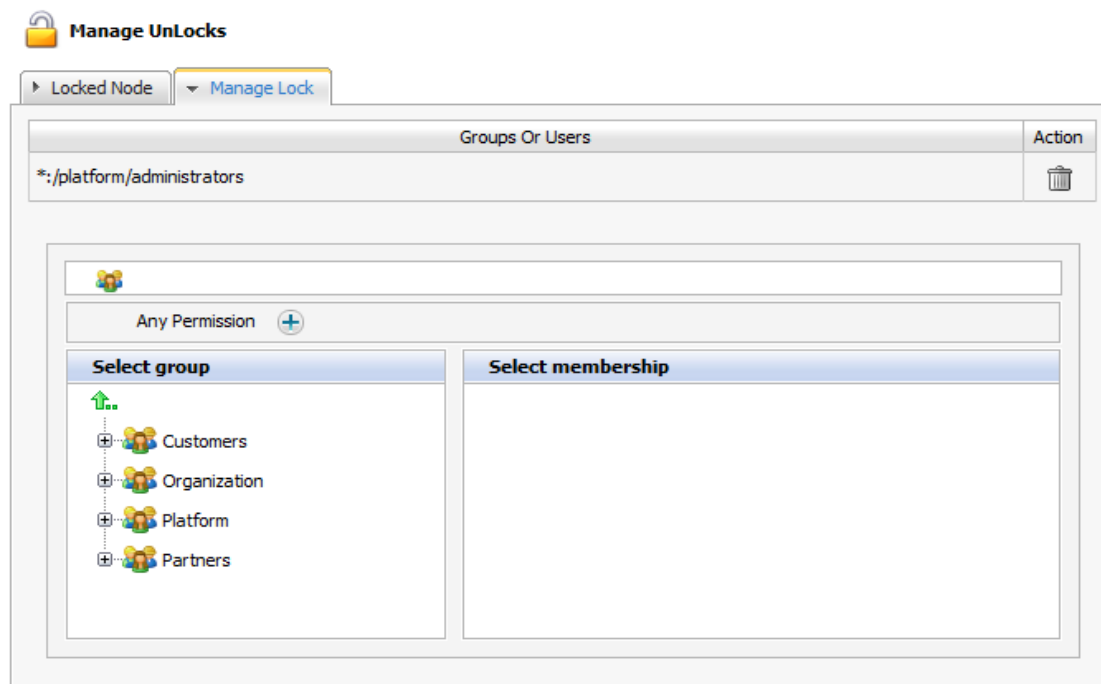 Manage UnLocks
Locked Node
Manage Lock
Groups Or Users
Action
*:/platform/administrators
Any Permission
Select group
Select membership
Customers
Organization
Platform
Partners